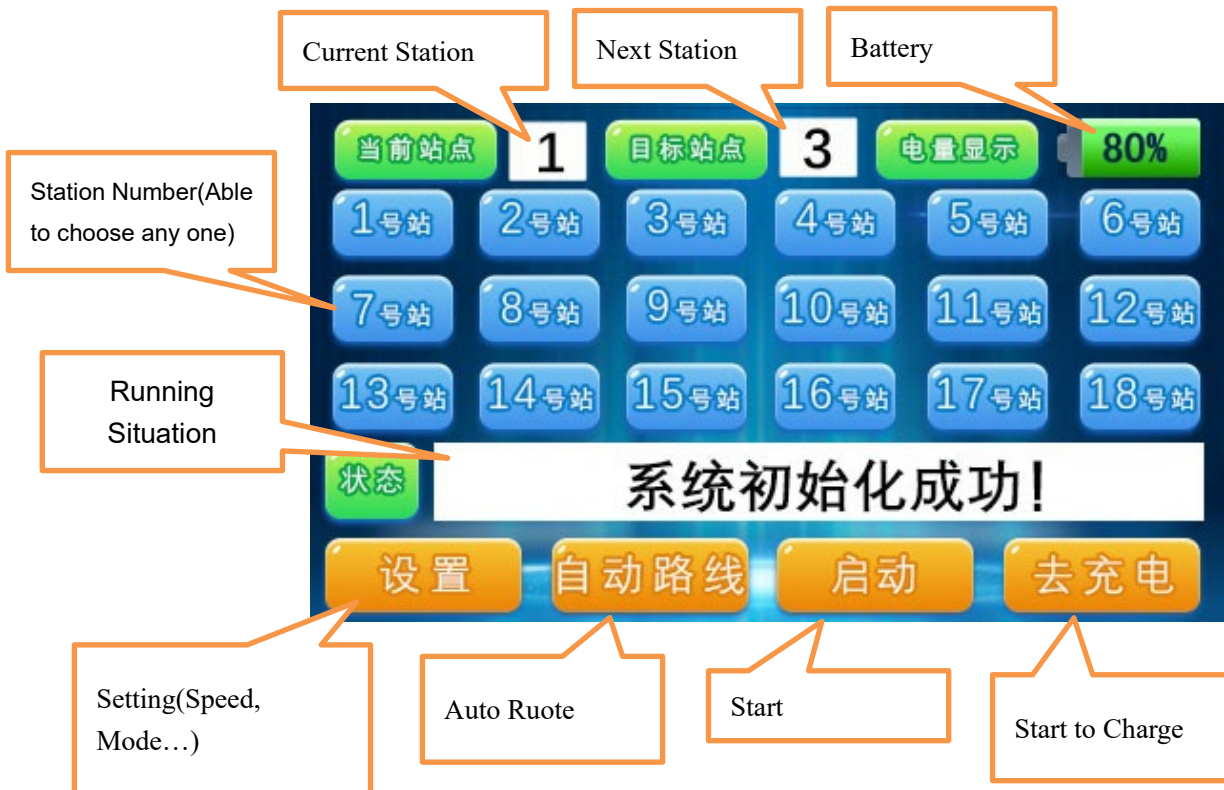 Current Station
Next Station
Battery
当前站点 1 目标站点 3 电量显示 80%
Station Number(Able
to choose any one)
1号站 2号站 3号站 4号站 5号站 6号站
7号站 8号站 9号站 10号站 11号站 12号站
13号站 14号站 15号站 16号站 17号站 18号站
Running
Situation
状态 系统初始化成功!
设置 自动路线 启动 去充电
Setting(Speed,
Mode…)
Auto Ruote
Start
Start to Charge